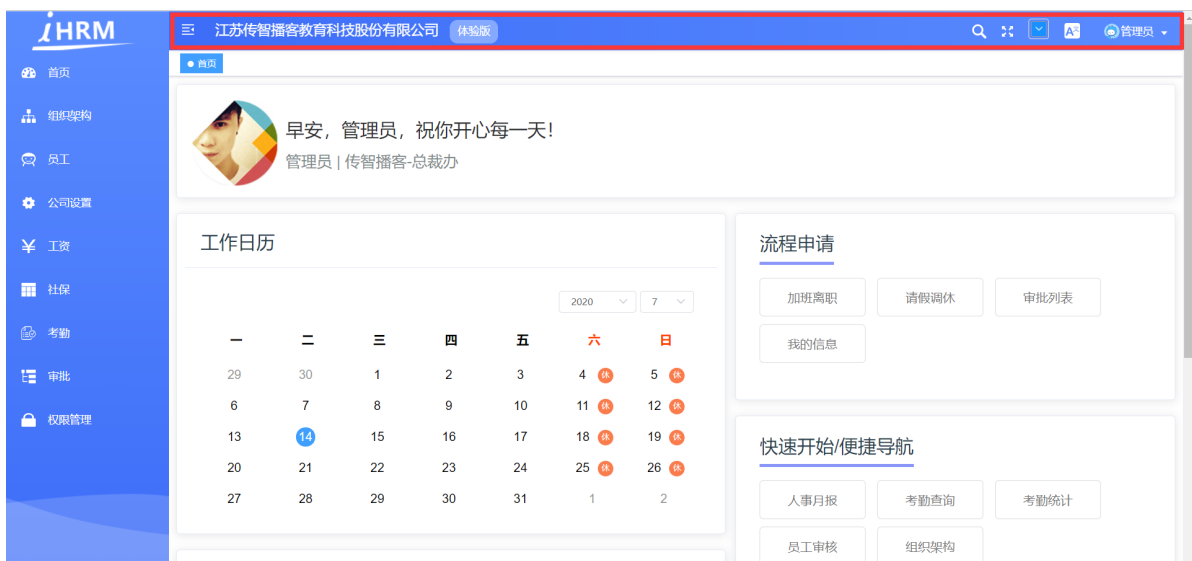 iHRM
江苏传智播客教育科技股份有限公司 体验版
管理员
首页
组织架构
员工
公司设置
工资
社保
考勤
审批
权限管理
首页
早安，管理员，祝你开心每一天！
管理员 | 传智播客-总裁办
工作日历
2020 7
一 二 三 四 五 六 日
29 30 1 2 3 4 休 5 休
6 7 8 9 10 11 休 12 休
13 14 15 16 17 18 休 19 休
20 21 22 23 24 25 休 26 休
27 28 29 30 31 1 2
流程申请
加班离职 请假调休 审批列表
我的信息
快速开始/便捷导航
人事月报 考勤查询 考勤统计
员工审核 组织架构